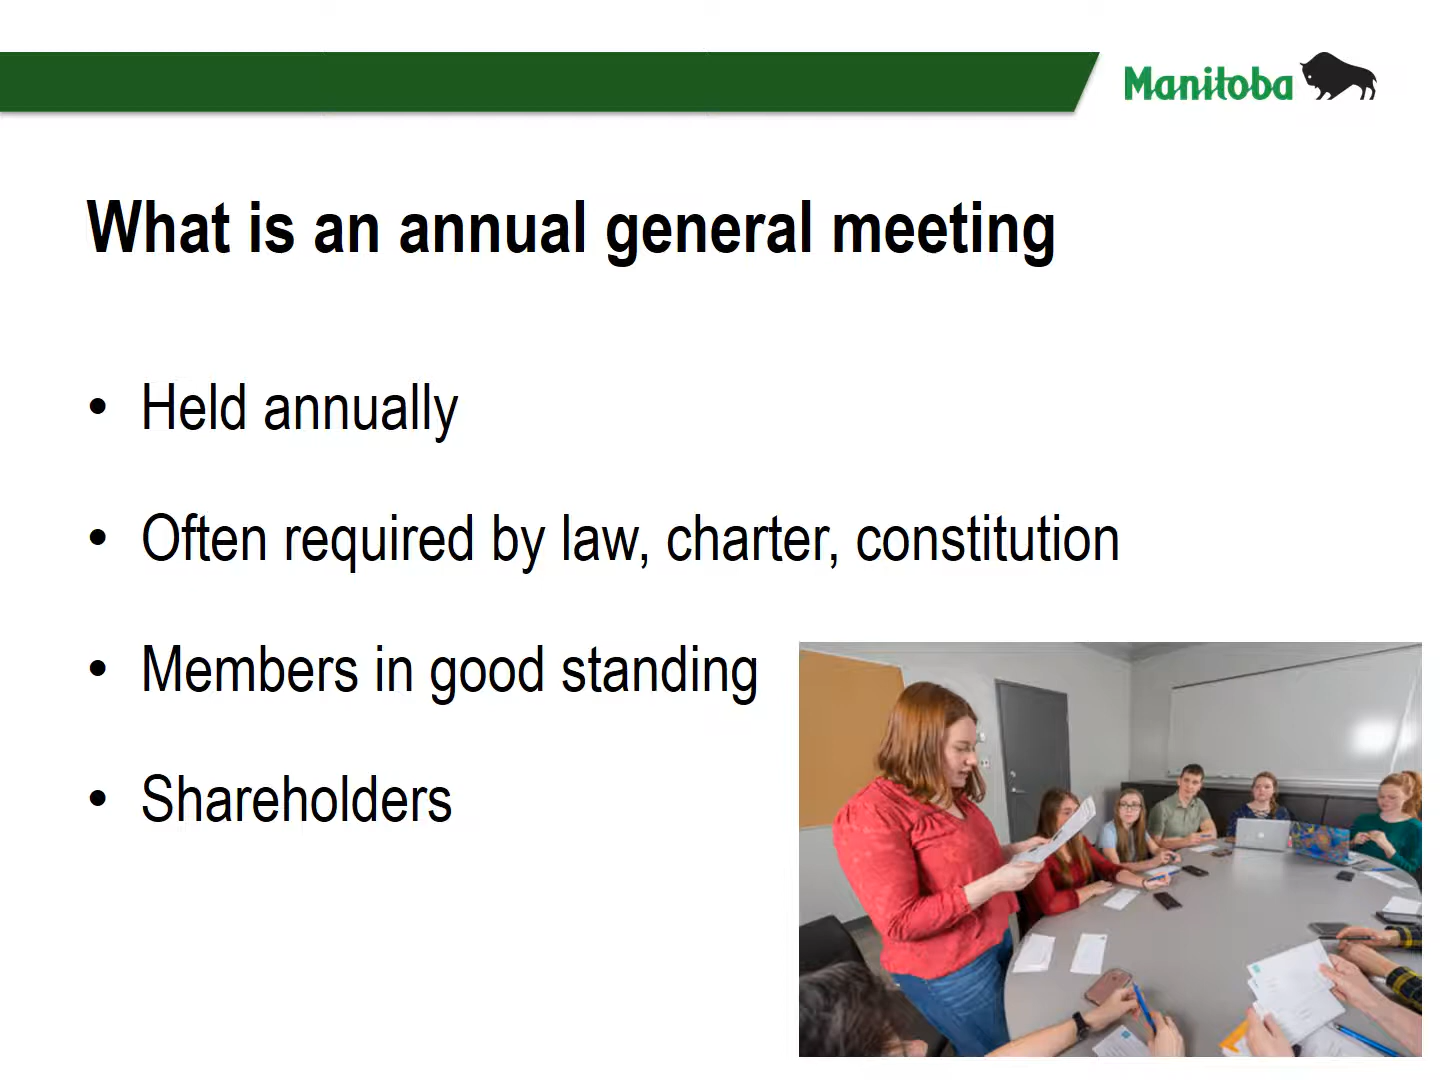 Manitoba
What is an annual general meeting
• Held annually
• Often required by law, charter, constitution
• Members in good standing
• Shareholders